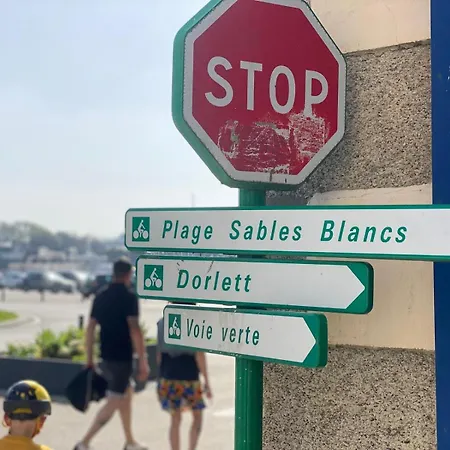 STOP
Plage Sables Blancs
Dorlett
Voie verte